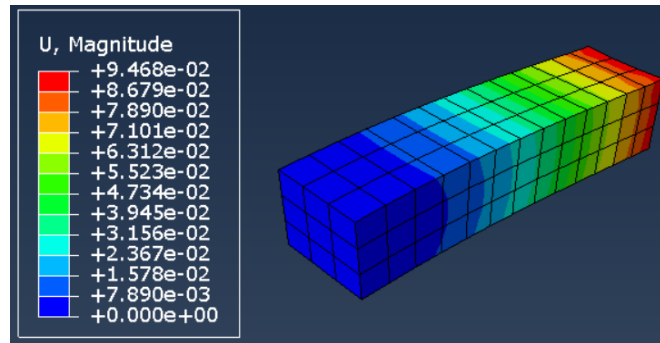 U, Magnitude
+9.468e-02
+8.679e-02
+7.890e-02
+7.101e-02
+6.312e-02
+5.523e-02
+4.734e-02
+3.945e-02
+3.156e-02
+2.367e-02
+1.578e-02
+7.890e-03
+0.000e+00